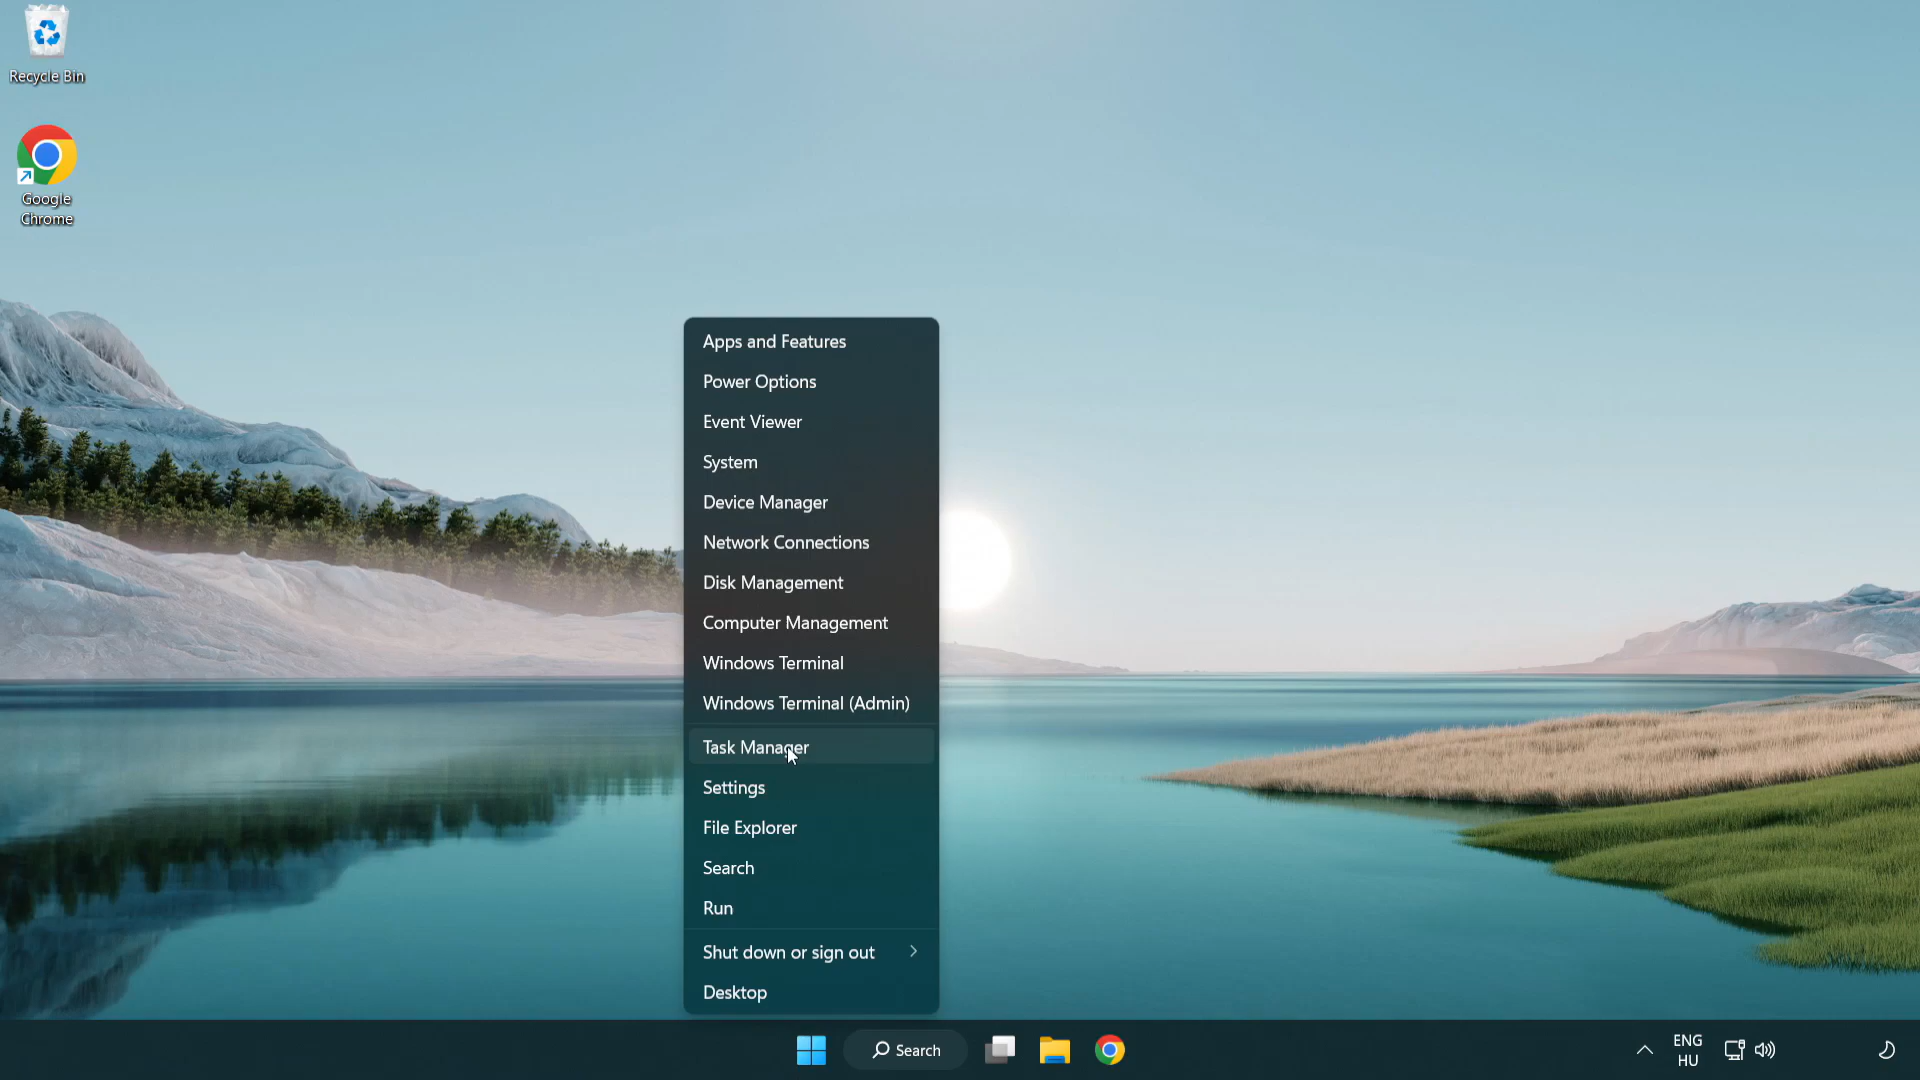 Recycle Bin
Google
Chrome
Apps and Features
Power Options
Event Viewer
System
Device Manager
Network Connections
Disk Management
Computer Management
Windows Terminal
Windows Terminal (Admin)
Task Manager
Settings
File Explorer
Search
Run
Shut down or sign out
Desktop
Search
ENG
HU